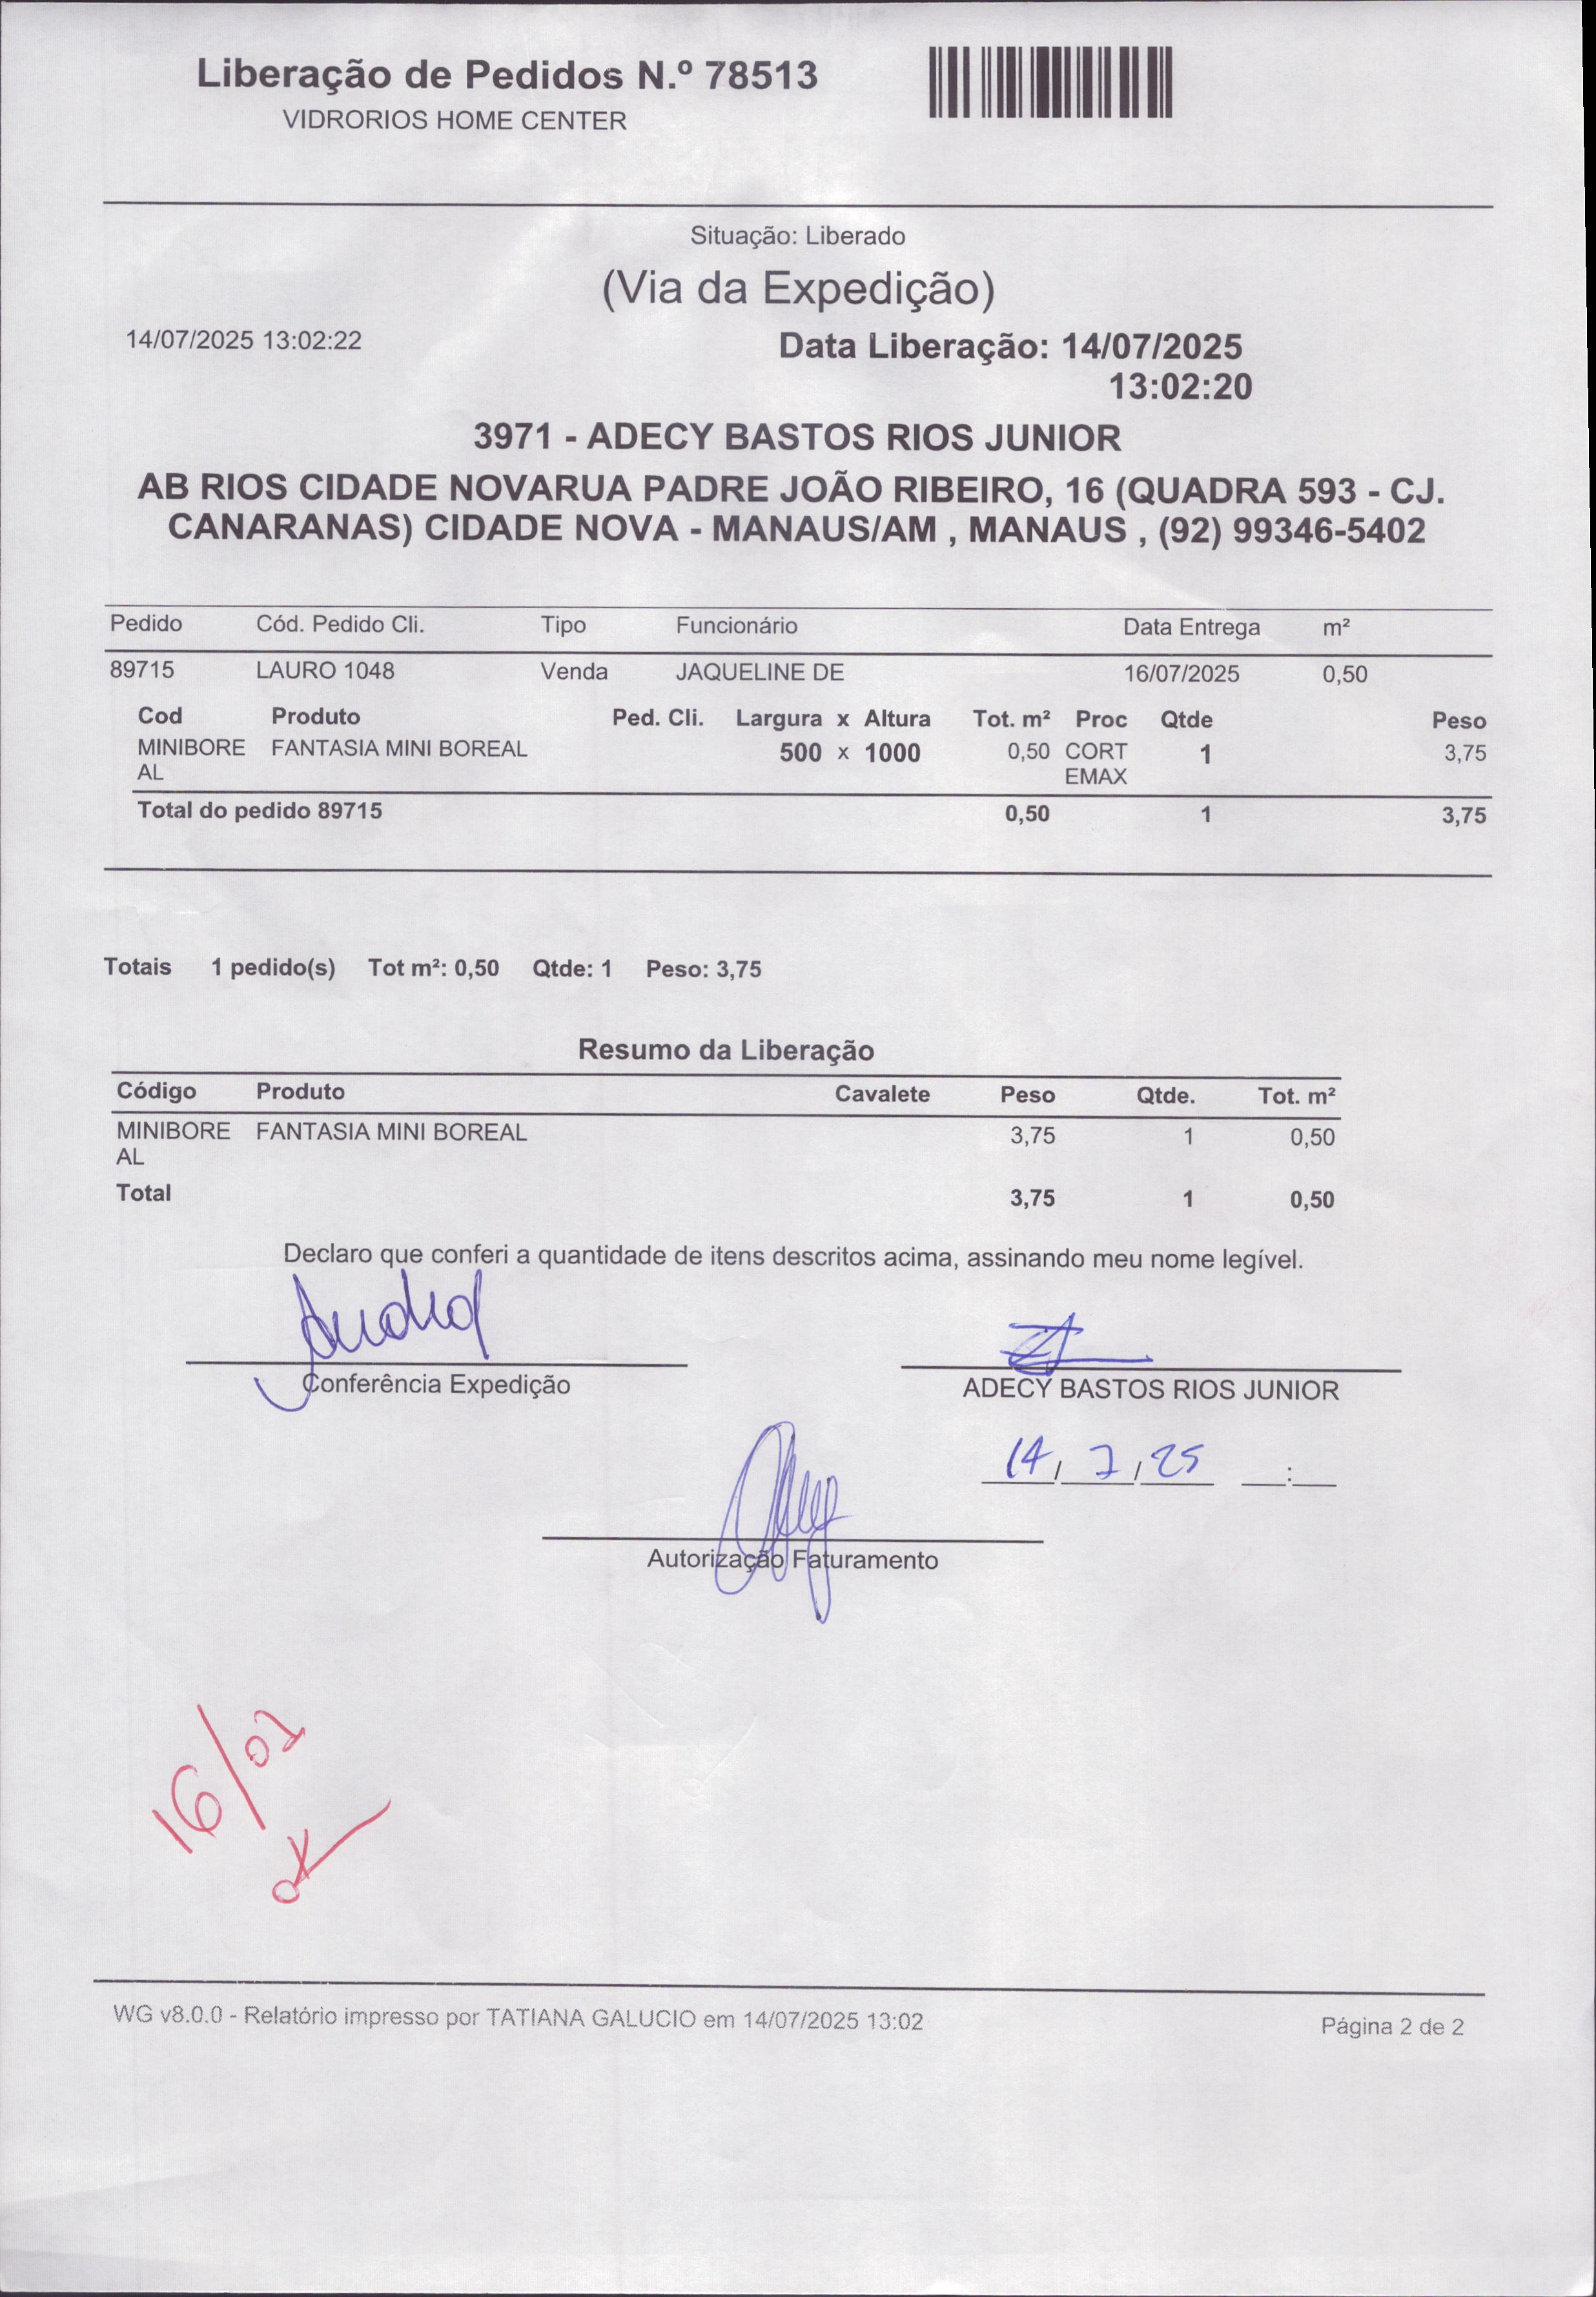 Liberação de Pedidos N.º 78513
VIDRORIOS HOME CENTER
Situação: Liberado
(Via da Expedição)
14/07/2025 13:02:22
Data Liberação: 14/07/2025
13:02:20
3971 - ADECY BASTOS RIOS JUNIOR
AB RIOS CIDADE NOVARUA PADRE JOÃO RIBEIRO, 16 (QUADRA 593 - CJ.
CANARANAS) CIDADE NOVA - MANAUS/AM , MANAUS , (92) 99346-5402
Pedido Cód. Pedido Cli. Tipo Funcionário Data Entrega m²
89715 LAURO 1048 Venda JAQUELINE DE 16/07/2025 0,50
Cod Produto Ped. Cli. Largura x Altura Tot. m² Proc Qtde Peso
MINIBORE FANTASIA MINI BOREAL 500 x 1000 0,50 CORT 1 3,75
AL EMAX
Total do pedido 89715 0,50 1 3,75
Totais 1 pedido(s) Tot m²: 0,50 Qtde: 1 Peso: 3,75
Resumo da Liberação
Código Produto Cavalete Peso Qtde. Tot. m²
MINIBORE FANTASIA MINI BOREAL 3,75 1 0,50
AL
Total 3,75 1 0,50
Declaro que conferi a quantidade de itens descritos acima, assinando meu nome legível.
Conferência Expedição ADECY BASTOS RIOS JUNIOR
14/7/25 __:__
Autorização Faturamento
16/07
OK
WG v8.0.0 - Relatório impresso por TATIANA GALUCIO em 14/07/2025 13:02
Página 2 de 2